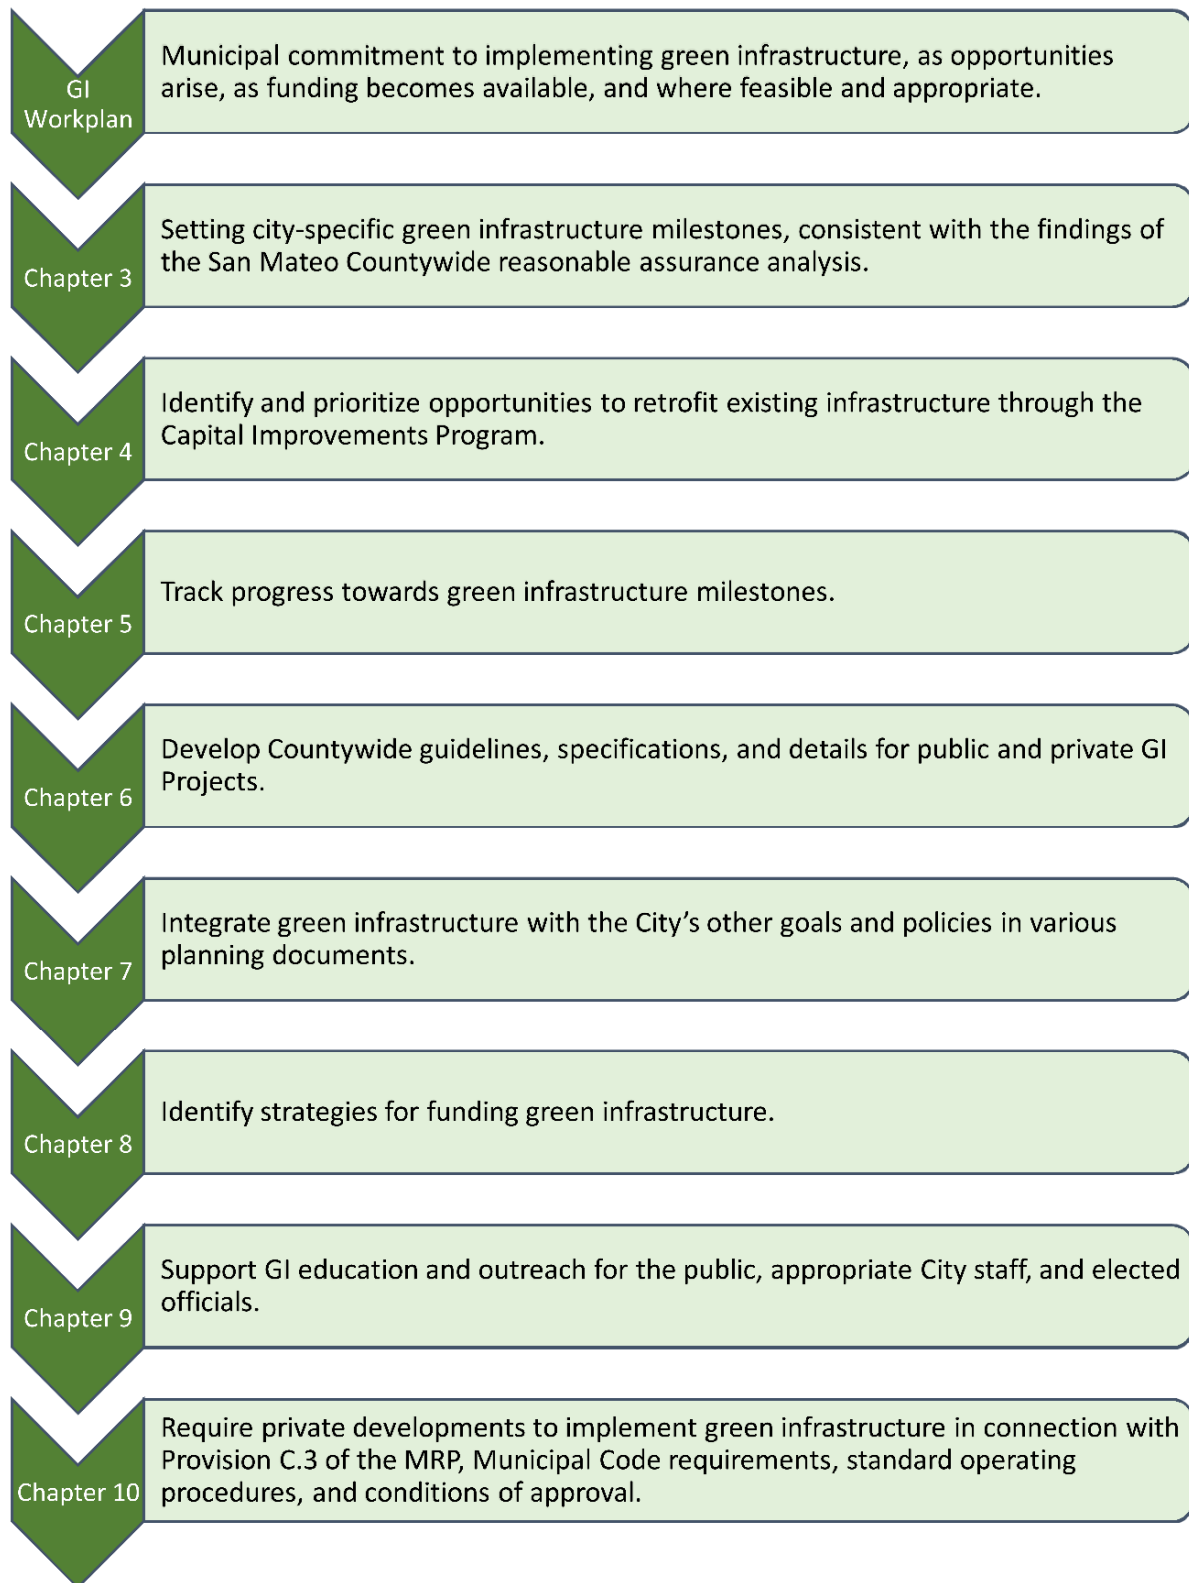 GI
Workplan
Municipal commitment to implementing green infrastructure, as opportunities
arise, as funding becomes available, and where feasible and appropriate.
Chapter 3
Setting city-specific green infrastructure milestones, consistent with the findings of
the San Mateo Countywide reasonable assurance analysis.
Chapter 4
Identify and prioritize opportunities to retrofit existing infrastructure through the
Capital Improvements Program.
Chapter 5
Track progress towards green infrastructure milestones.
Chapter 6
Develop Countywide guidelines, specifications, and details for public and private GI
Projects.
Chapter 7
Integrate green infrastructure with the City’s other goals and policies in various
planning documents.
Chapter 8
Identify strategies for funding green infrastructure.
Chapter 9
Support GI education and outreach for the public, appropriate City staff, and elected
officials.
Chapter 10
Require private developments to implement green infrastructure in connection with
Provision C.3 of the MRP, Municipal Code requirements, standard operating
procedures, and conditions of approval.